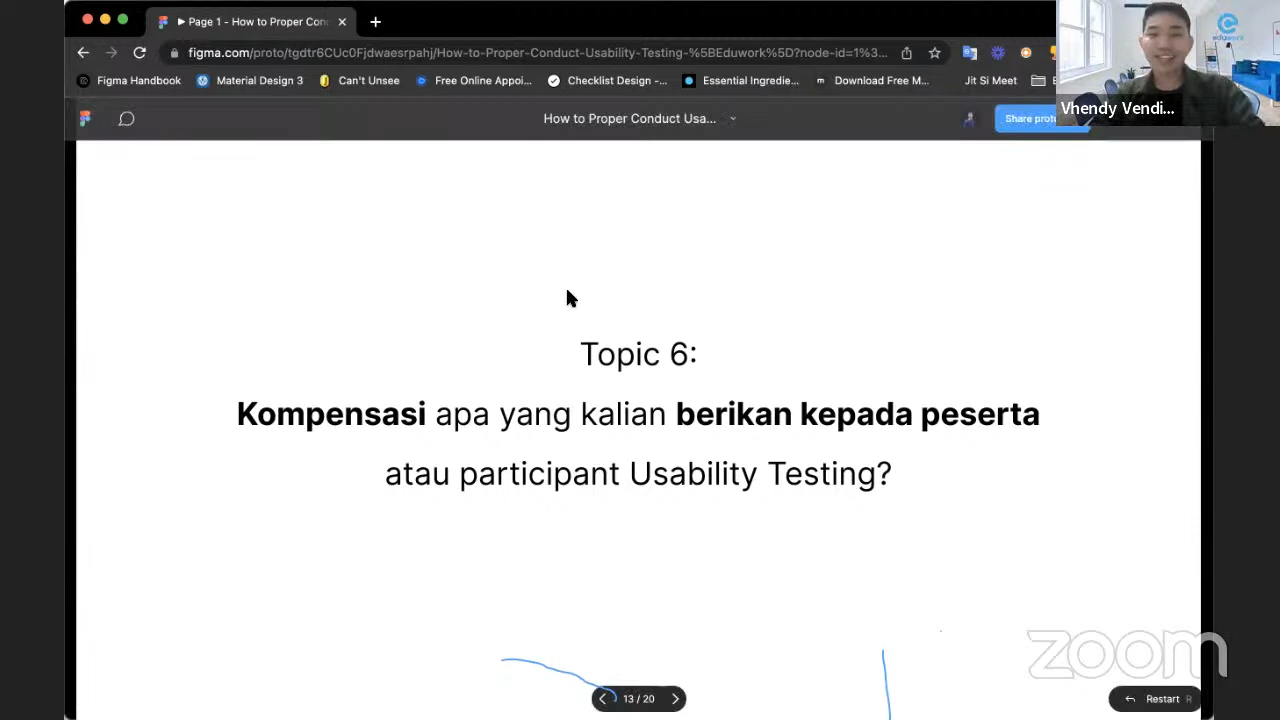 Page 1 - How to Proper Con
figma.com/proto/tqdtr6CUc0Fjdwaesrpahj/How-to-Proper-Conduct-Usability-Testing-%5BEduwork%5D?node-id=1%3...
Figma Handbook Material Design 3 Can't Unsee Free Online Appoi... Checklist Design -... Essential Ingredie... Download Free M... Jit Si Meet
eduwork
Vhendy Vendi...
How to Proper Conduct Usa...
Share proto
Topic 6:
Kompensasi apa yang kalian berikan kepada peserta
atau participant Usability Testing?
zoom
13 / 20
Restart R